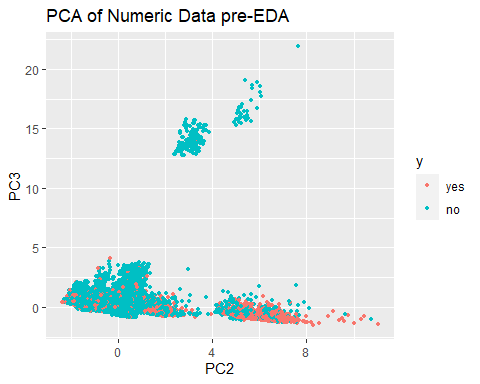 PCA of Numeric Data pre-EDA
20
15
10
5
0
PC3
0
4
8
PC2
y
yes
no